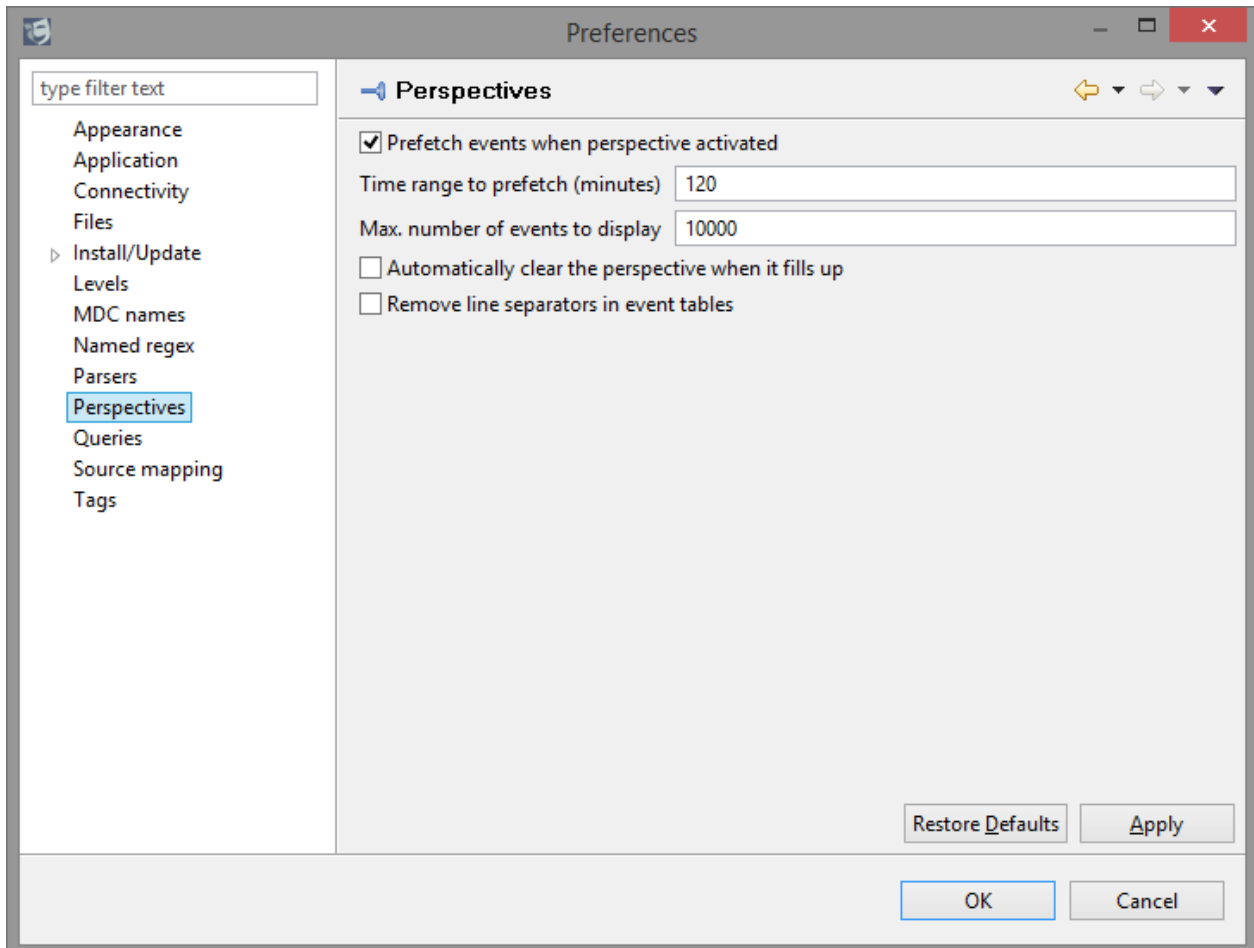 Preferences
type filter text
Appearance
Application
Connectivity
Files
Install/Update
Levels
MDC names
Named regex
Parsers
Perspectives
Queries
Source mapping
Tags
Perspectives
Prefetch events when perspective activated
Time range to prefetch (minutes) 120
Max. number of events to display 10000
Automatically clear the perspective when it fills up
Remove line separators in event tables
Restore Defaults Apply
OK Cancel